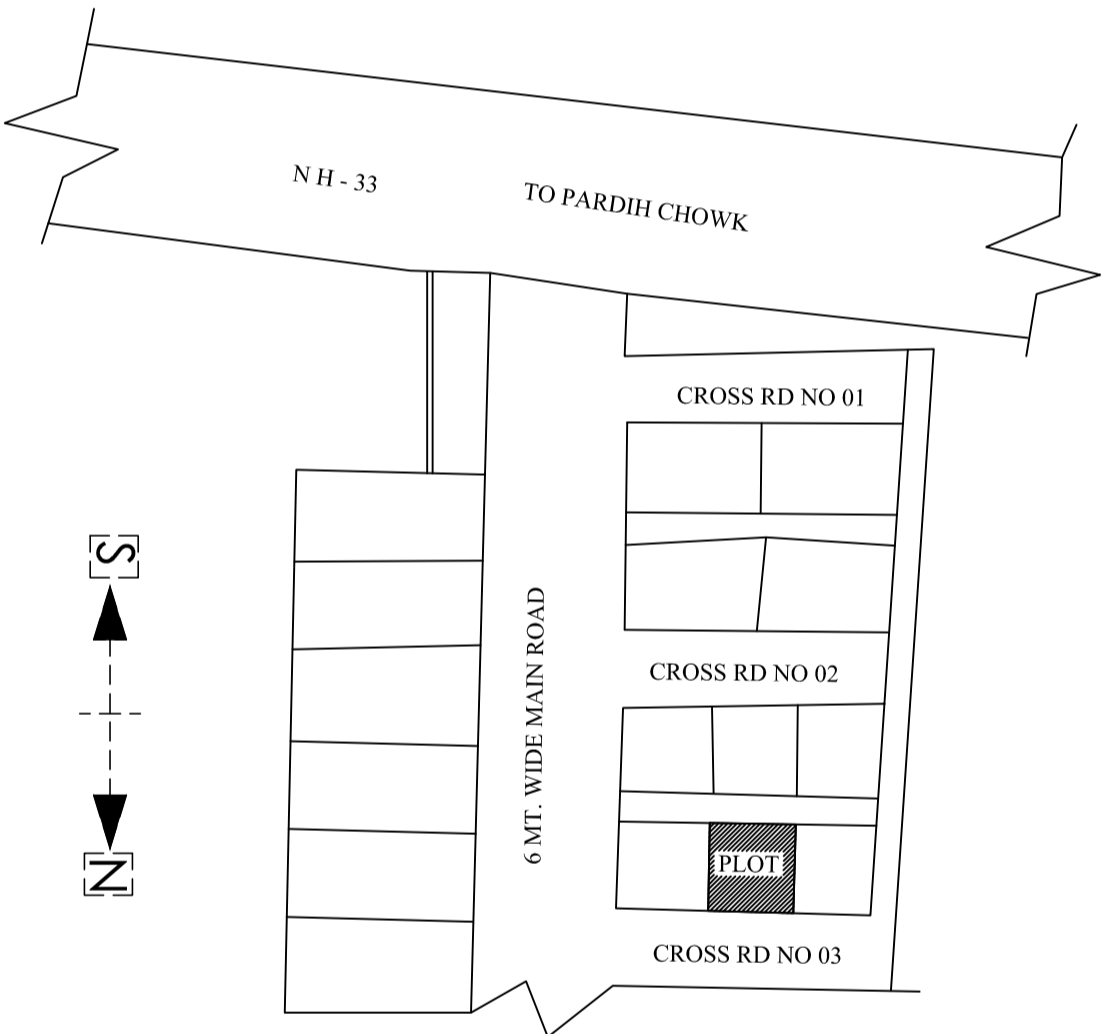 N H - 33
TO PARDIH CHOWK
CROSS RD NO 01
S
6 MT. WIDE MAIN ROAD
CROSS RD NO 02
PLOT
N
CROSS RD NO 03